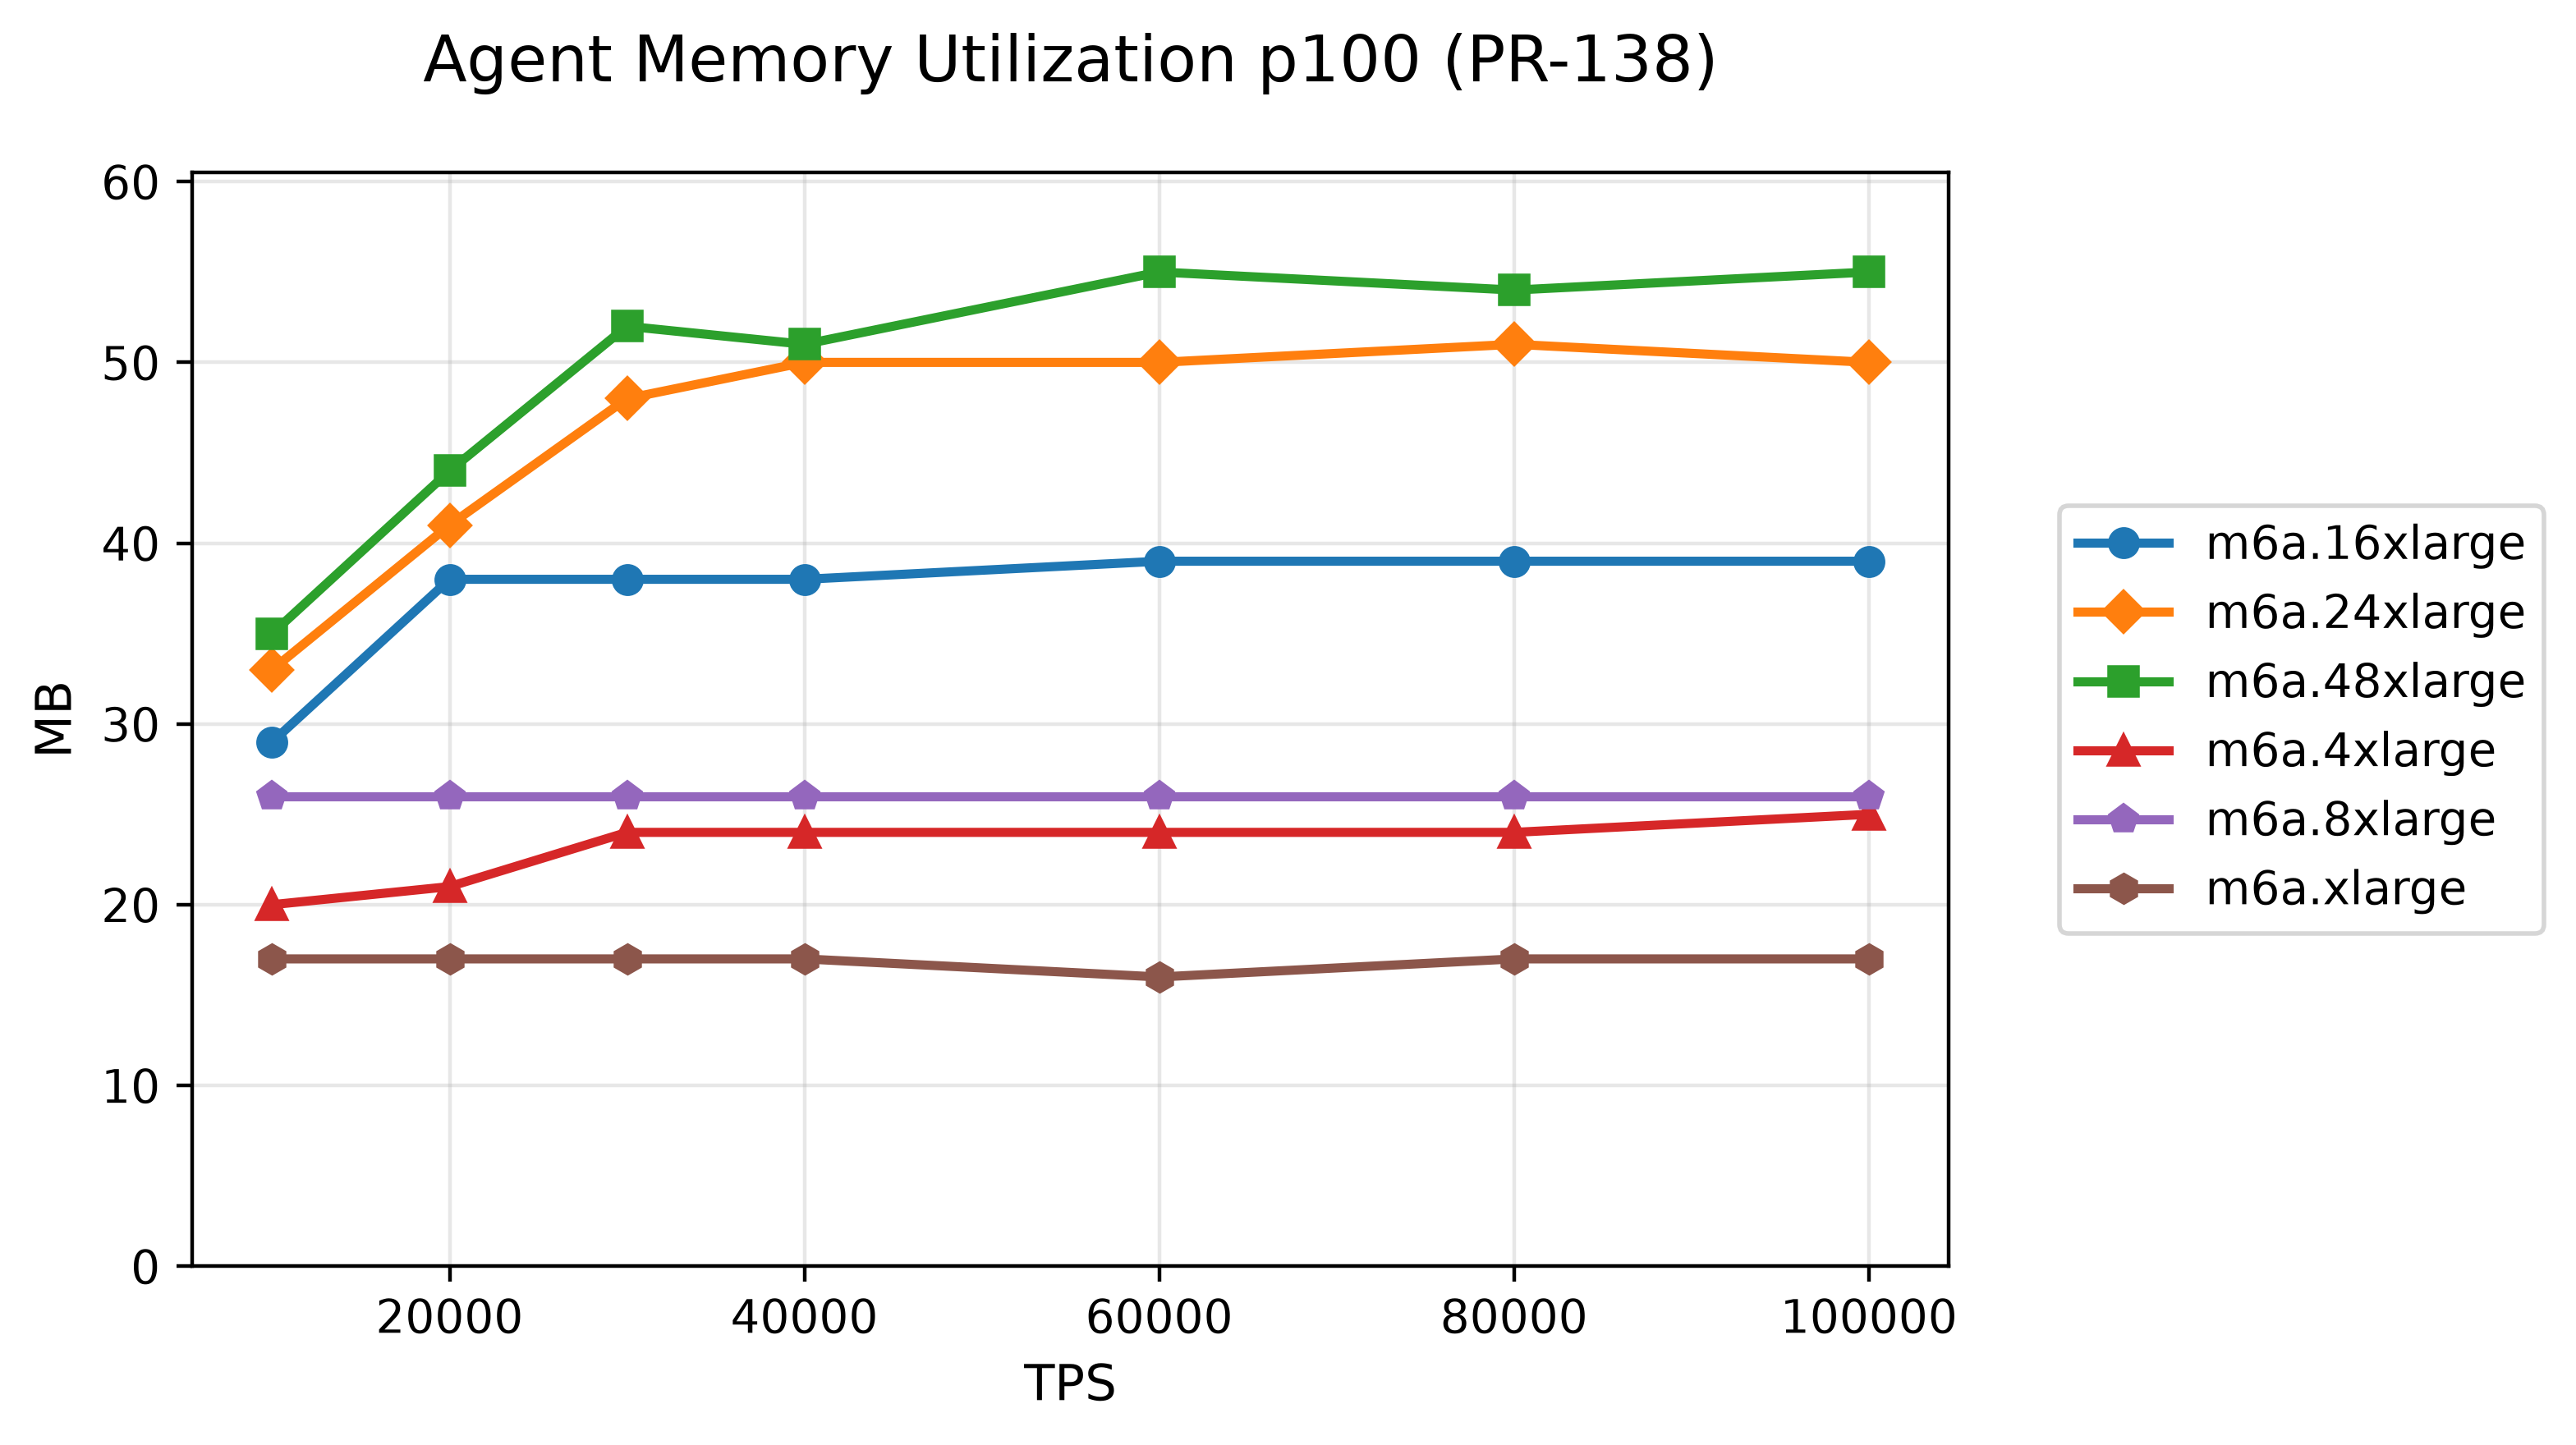 Agent Memory Utilization p100 (PR-138)
60
50
40
30
20
10
0
MB
20000
40000
60000
80000
100000
TPS
m6a.16xlarge
m6a.24xlarge
m6a.48xlarge
m6a.4xlarge
m6a.8xlarge
m6a.xlarge